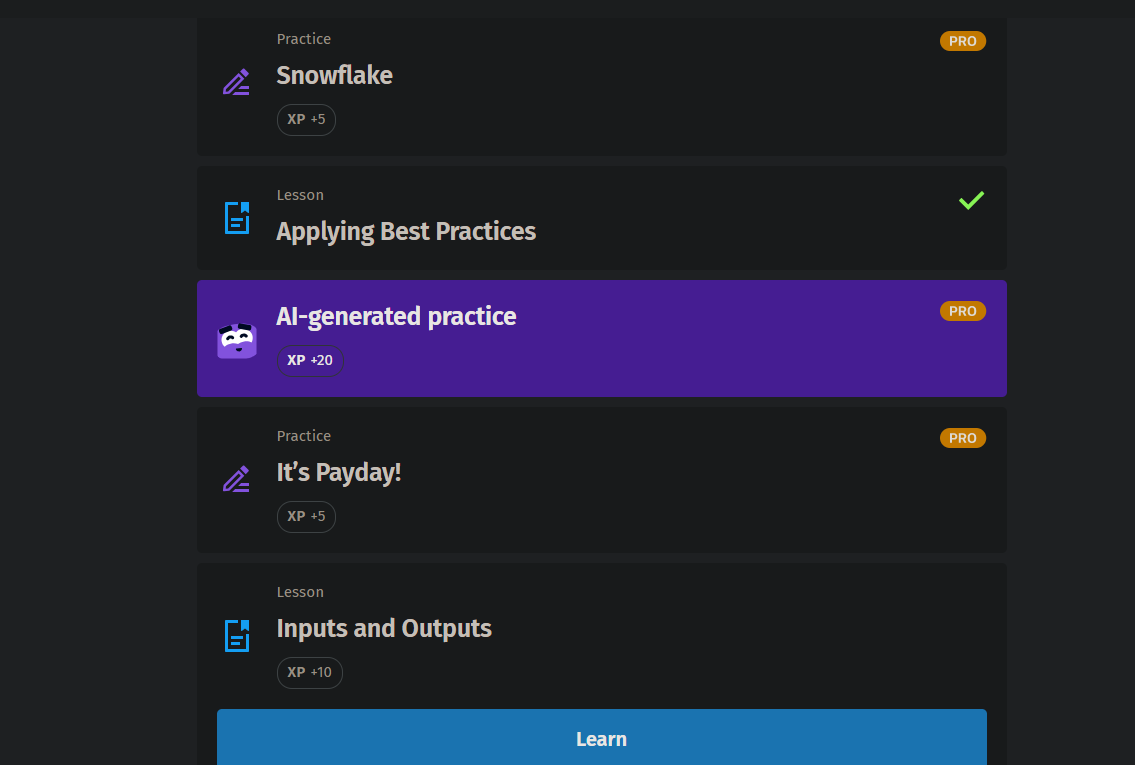 Practice
PRO
Snowflake
XP +5
Lesson
Applying Best Practices
AI-generated practice
PRO
XP +20
Practice
PRO
It’s Payday!
XP +5
Lesson
Inputs and Outputs
XP +10
Learn